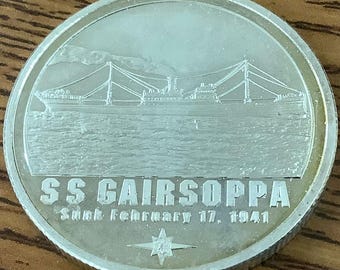 SS GAIRSOPPA
Sunk February 17, 1941